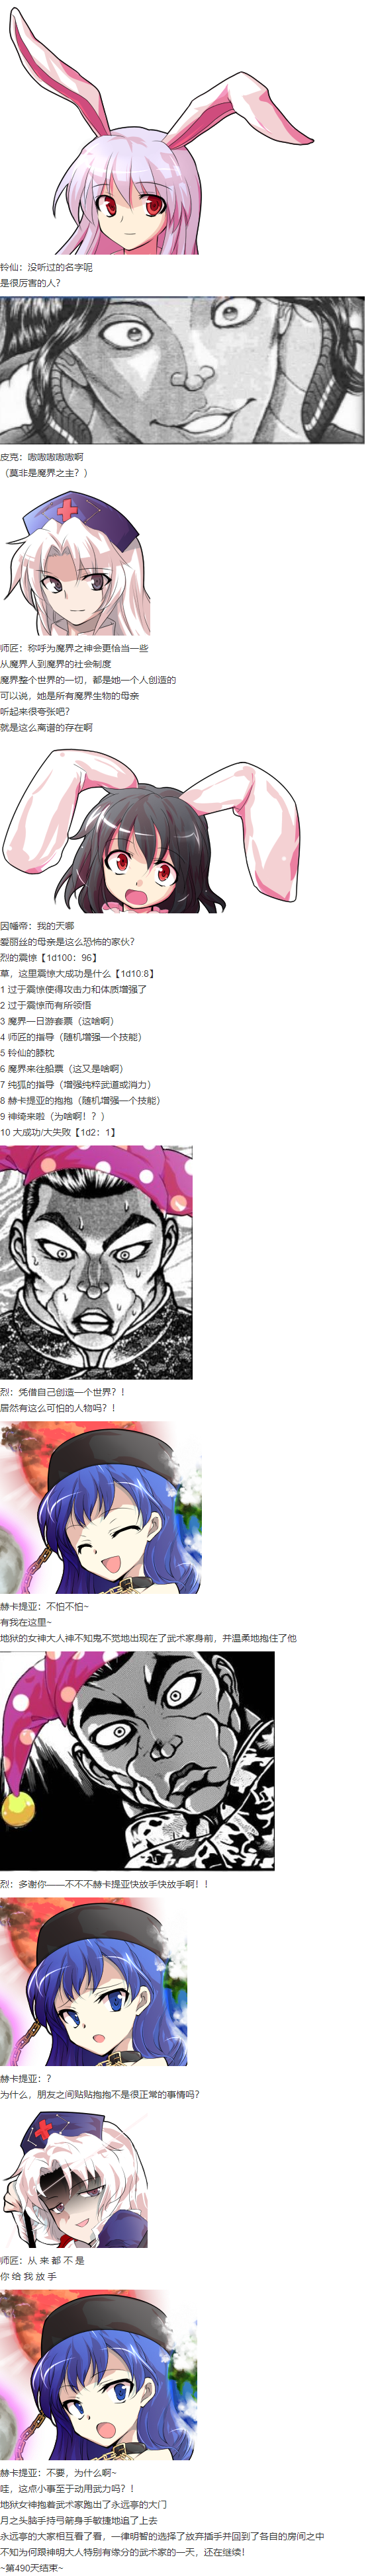 铃仙：没听过的名字呢
是很厉害的人？
皮克：嗷嗷嗷嗷嗷啊
（莫非是魔界之主？）
师匠：称呼为魔界之神会更恰当一些
从魔界人到魔界的社会制度
魔界整个世界的一切，都是她一个人创造的
可以说，她是所有魔界生物的母亲
听起来很夸张吧？
就是这么离谱的存在啊
因幡帝：我的天哪
爱丽丝的母亲是这么恐怖的家伙？
烈的震惊【1d100：96】
草，这里震惊大成功是什么【1d10:8】
1 过于震惊使得攻击力和体质增强了
2 过于震惊而有所领悟
3 魔界一日游套票（这啥啊）
4 师匠的指导（随机增强一个技能）
5 铃仙的膝枕
6 魔界来往船票（这又是啥啊）
7 纯狐的指导（增强纯粹武道或消力）
8 赫卡提亚的抱抱（随机增强一个技能）
9 神绮来啦（为啥啊！？）
10 大成功/大失败【1d2：1】
烈：凭借自己创造一个世界？！
居然有这么可怕的人物吗？！
赫卡提亚：不怕不怕~
有我在这里~
地狱的女神大人神不知鬼不觉地出现在了武术家身前，并温柔地抱住了他
烈：多谢你——不不不赫卡提亚快放手快放手啊！！
赫卡提亚：？
为什么，朋友之间贴贴抱抱不是很正常的事情吗？
师匠：从 来 都 不 是
你 给 我 放 手
赫卡提亚：不要，为什么啊~
哇，这点小事至于动用武力吗？！
地狱女神抱着武术家跑出了永远亭的大门
月之头脑手持弓箭身手敏捷地追了上去
永远亭的大家相互看了看，一律明智的选择了放弃插手并回到了各自的房间之中
不知为何跟神明大人特别有缘分的武术家的一天，还在继续！
~第490天结束~